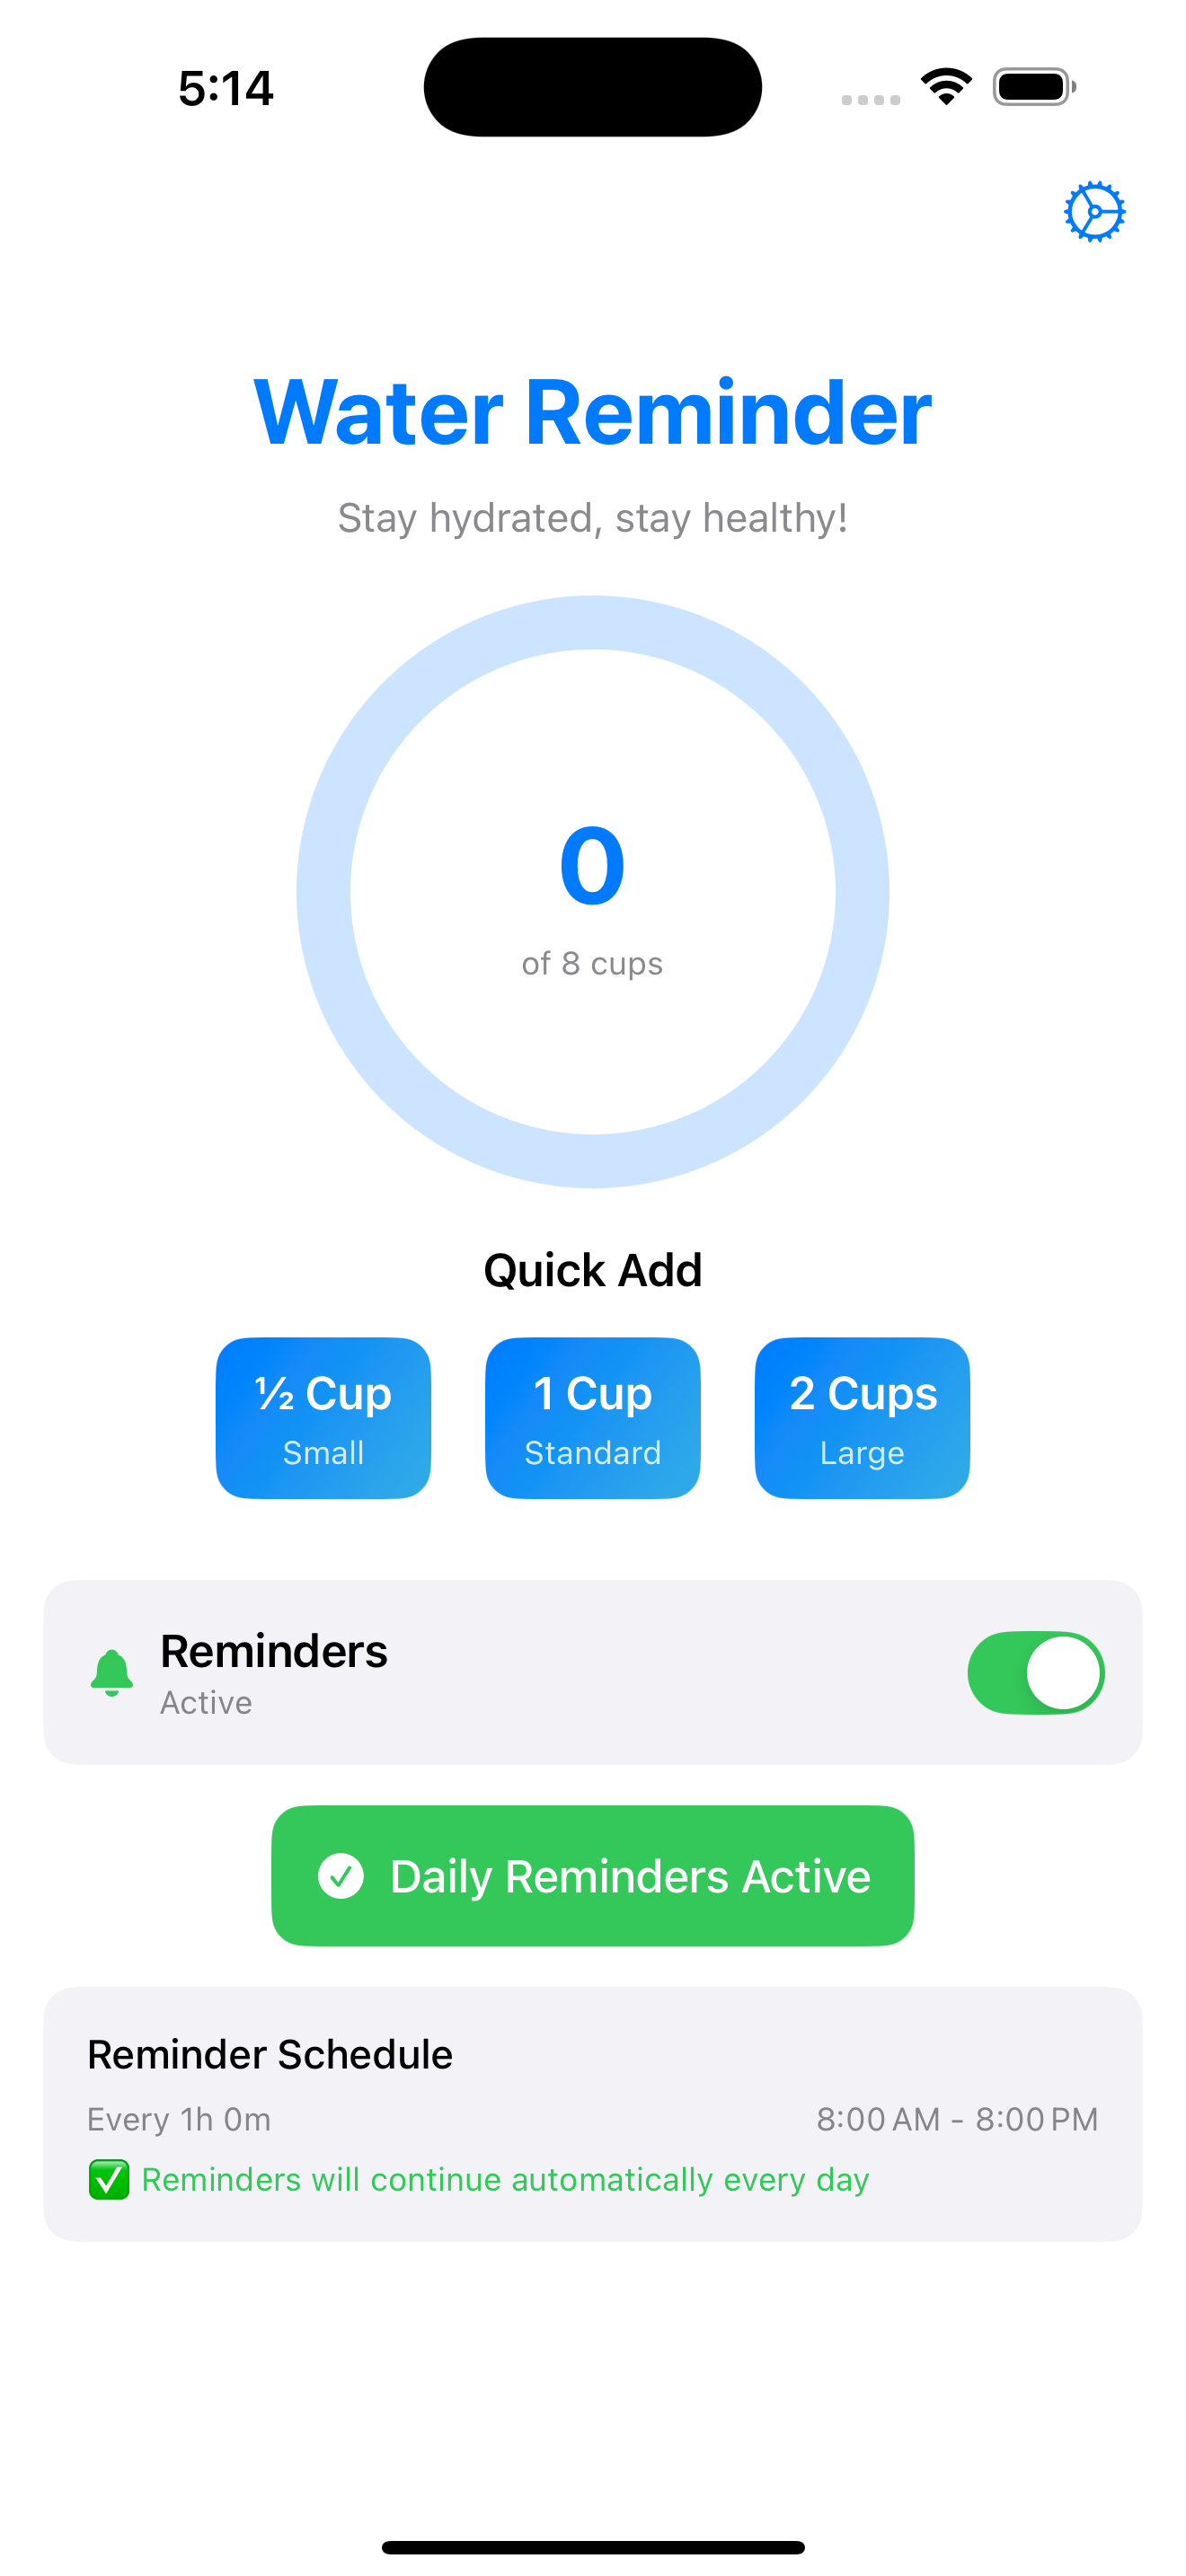 5:14
Water Reminder
Stay hydrated, stay healthy!
0
of 8 cups
Quick Add
½ Cup
Small
1 Cup
Standard
2 Cups
Large
Reminders
Active
Daily Reminders Active
Reminder Schedule
Every 1h 0m
8:00 AM - 8:00 PM
✅ Reminders will continue automatically every day